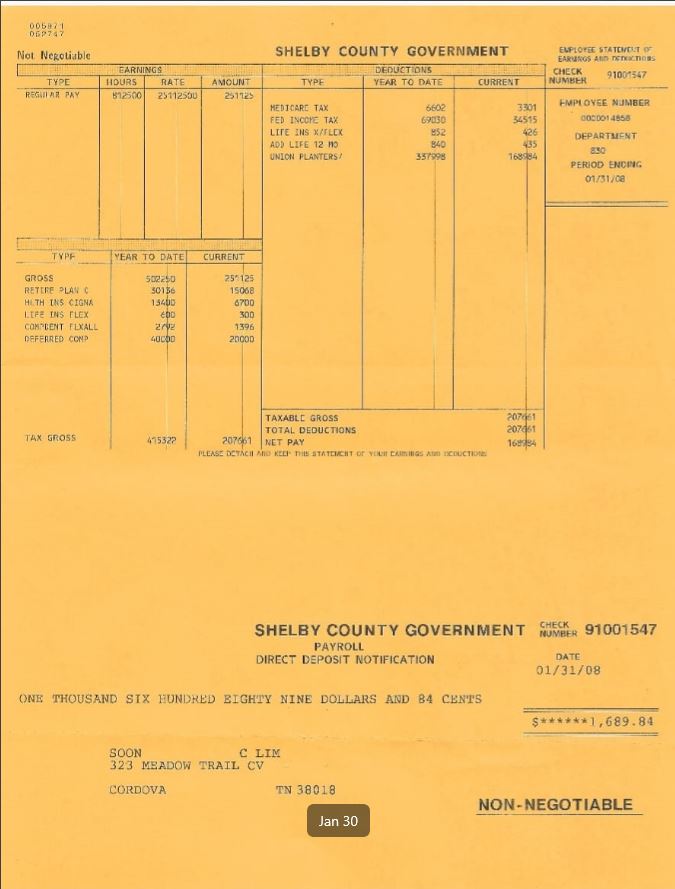 005871
062747
Not Negotiable
SHELBY COUNTY GOVERNMENT
EMPLOYEE STATEMENT OF
EARNINGS AND DEDUCTIONS
CHECK NUMBER 91001547
EARNINGS
TYPE HOURS RATE AMOUNT
REGULAR PAY 812500 25112500 251125
DEDUCTIONS
TYPE YEAR TO DATE CURRENT
MEDICARE TAX 6602 3301
FED INCOME TAX 69030 34515
LIFE INS X/FLEX 852 426
ADD LIFE 12 MO 840 435
UNION PLANTERS/ 337998 168984
EMPLOYEE NUMBER
0000014858
DEPARTMENT
830
PERIOD ENDING
01/31/08
TYPE YEAR TO DATE CURRENT
GROSS 502250 251125
RETIRE PLAN C 30136 15068
HLTH INS CIGNA 13400 6700
LIFE INS FLEX 600 300
COMPDENT FLXALL 2792 1396
DEFERRED COMP 40000 20000
TAX GROSS 415322 207661
TAXABLE GROSS 207661
TOTAL DEDUCTIONS 207661
NET PAY 168984
PLEASE DETACH AND KEEP THIS STATEMENT OF YOUR EARNINGS AND DEDUCTIONS
SHELBY COUNTY GOVERNMENT
CHECK NUMBER 91001547
PAYROLL
DIRECT DEPOSIT NOTIFICATION
DATE
01/31/08
ONE THOUSAND SIX HUNDRED EIGHTY NINE DOLLARS AND 84 CENTS
$******1,689.84
SOON C LIM
323 MEADOW TRAIL CV
CORDOVA TN 38018
NON-NEGOTIABLE
Jan 30